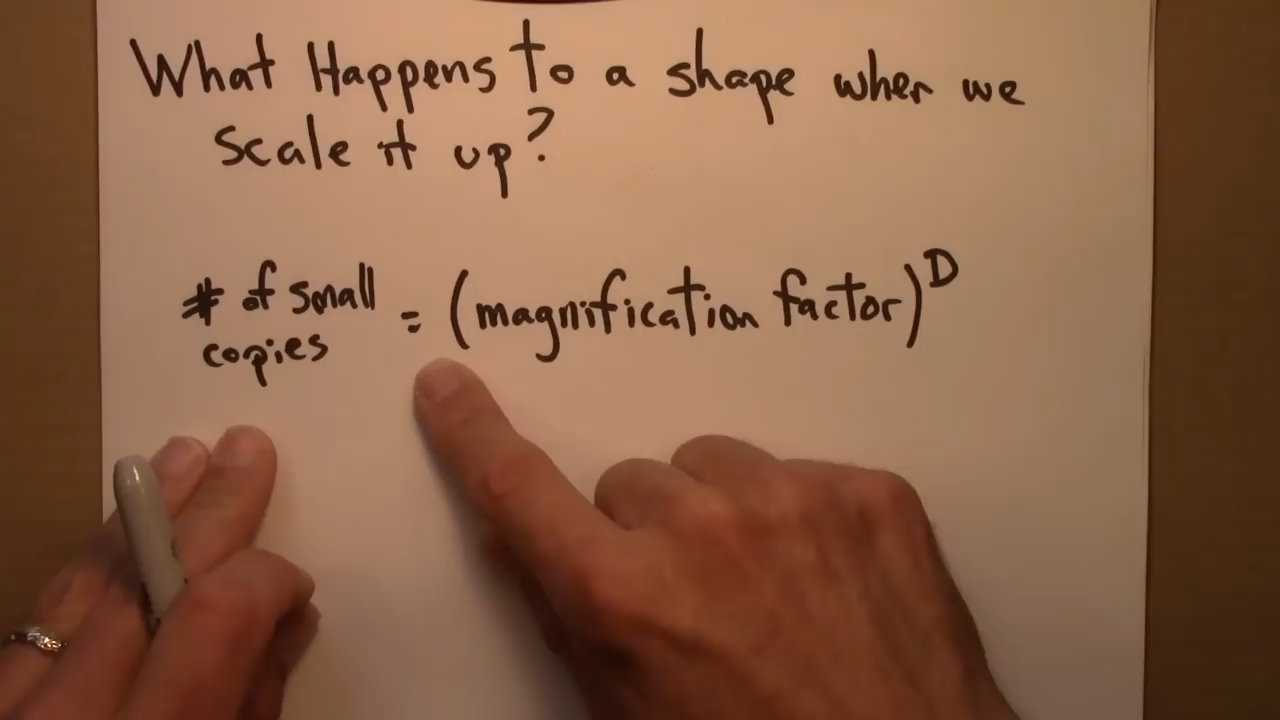 What Happens to a shape when we
scale it up?
# of small
copies = (magnification factor)^D